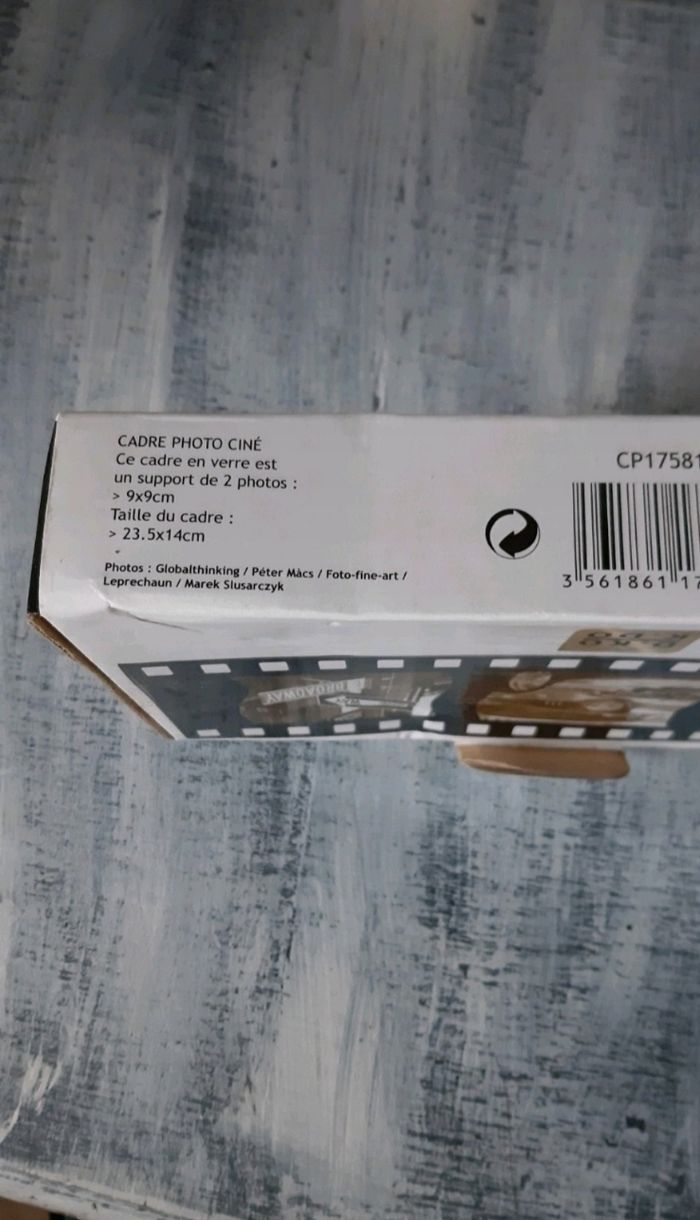 CADRE PHOTO CINÉ
Ce cadre en verre est
un support de 2 photos :
> 9x9cm
Taille du cadre :
> 23.5x14cm
Photos : Globalthinking / Péter Màcs / Foto-fine-art /
Leprechaun / Marek Slusarczyk
CP17581
3 561861 17
BROADWAY